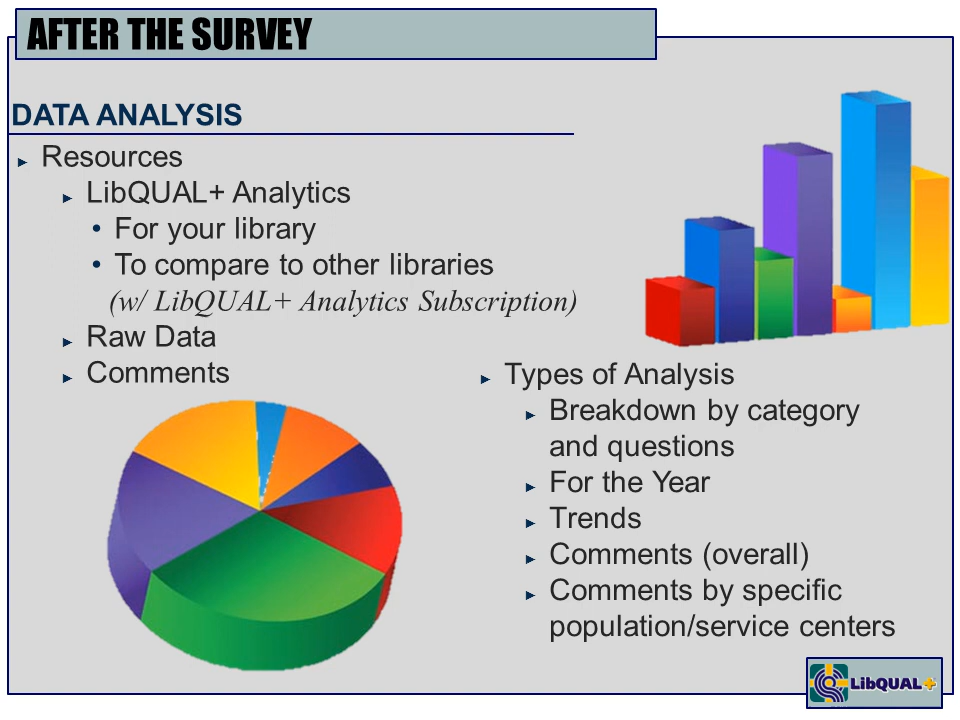 AFTER THE SURVEY
DATA ANALYSIS
► Resources
► LibQUAL+ Analytics
• For your library
• To compare to other libraries
(w/ LibQUAL+ Analytics Subscription)
► Raw Data
► Comments
► Types of Analysis
► Breakdown by category
and questions
► For the Year
► Trends
► Comments (overall)
► Comments by specific
population/service centers
LibQUAL+